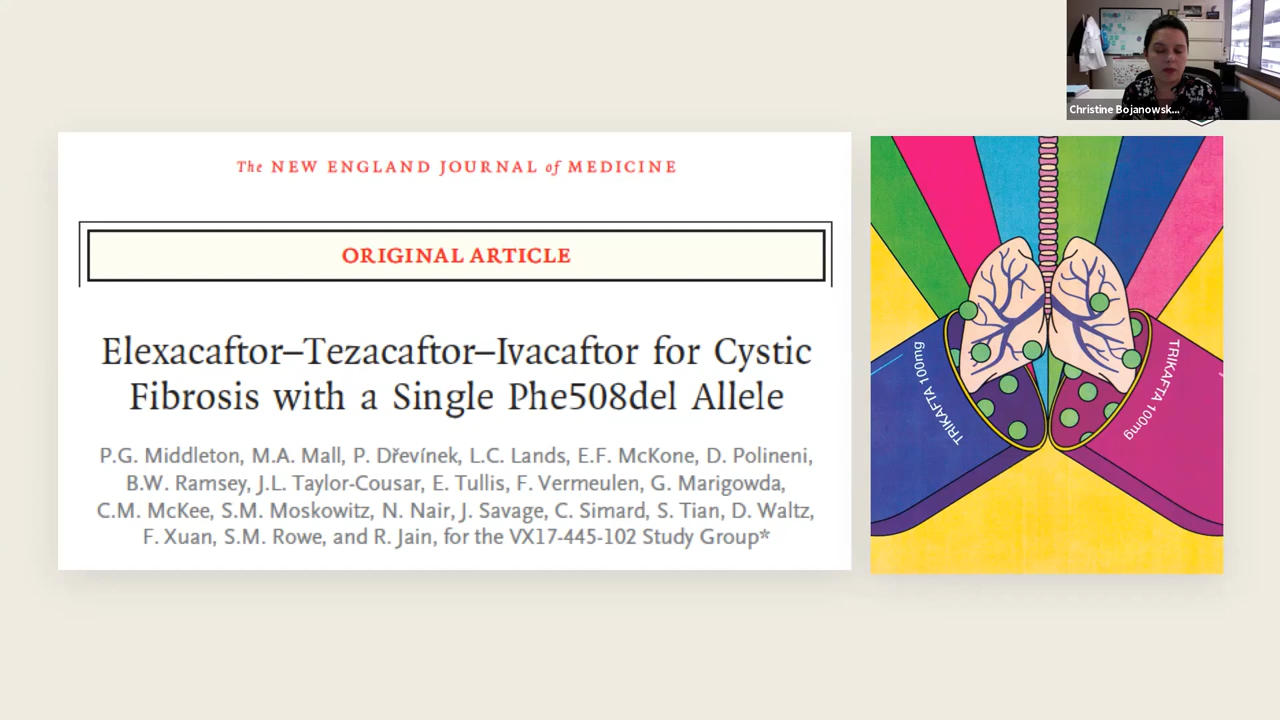 Christine Bojanowsk...
The NEW ENGLAND JOURNAL of MEDICINE
ORIGINAL ARTICLE
Elexacaftor–Tezacaftor–Ivacaftor for Cystic
Fibrosis with a Single Phe508del Allele
P.G. Middleton, M.A. Mall, P. Dřevínek, L.C. Lands, E.F. McKone, D. Polineni,
B.W. Ramsey, J.L. Taylor-Cousar, E. Tullis, F. Vermeulen, G. Marigowda,
C.M. McKee, S.M. Moskowitz, N. Nair, J. Savage, C. Simard, S. Tian, D. Waltz,
F. Xuan, S.M. Rowe, and R. Jain, for the VX17-445-102 Study Group*
TRIKAFTA 100mg
TRIKAFTA 100mg